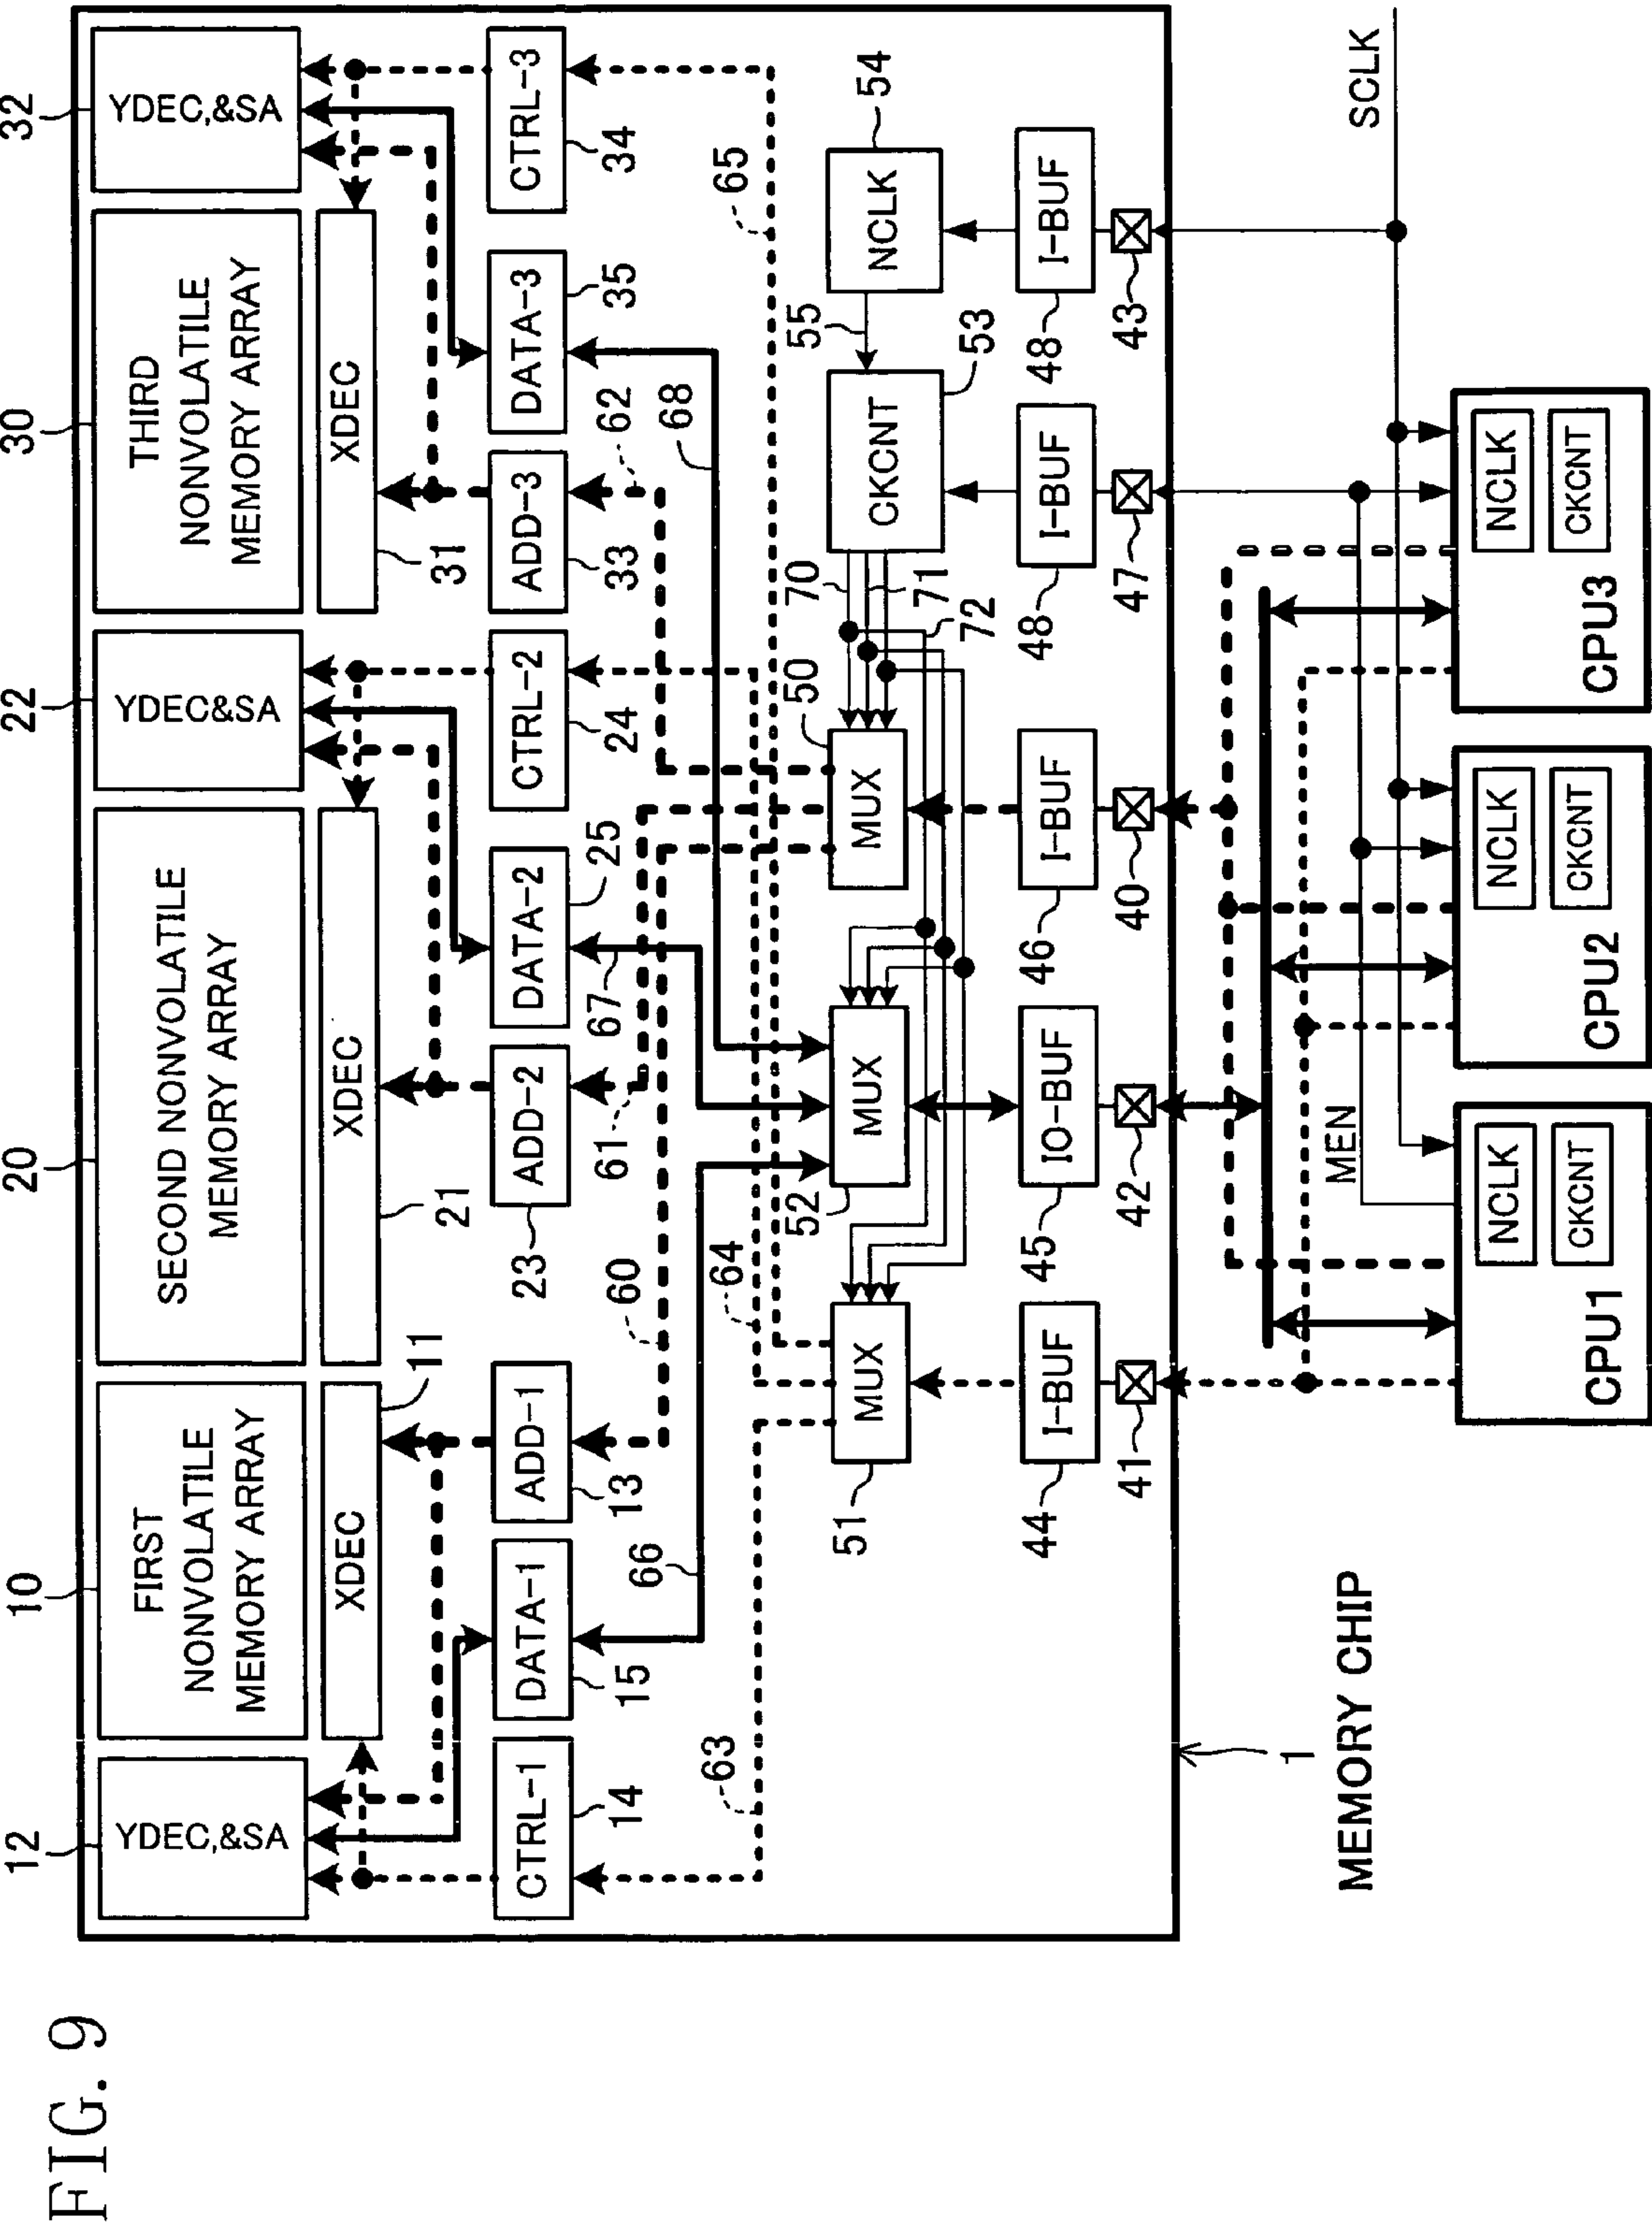 FIG. 9
12
10
20
22
30
32
YDEC,&SA
FIRST
NONVOLATILE
MEMORY ARRAY
SECOND NONVOLATILE
MEMORY ARRAY
YDEC&SA
THIRD
NONVOLATILE
MEMORY ARRAY
YDEC,&SA
XDEC
11
XDEC
21
XDEC
31
CTRL-1
14
DATA-1
15
ADD-1
13
ADD-2
23
DATA-2
25
CTRL-2
24
ADD-3
33
DATA-3
35
CTRL-3
34
63
66
60
64
61
67
62
68
65
MUX
51
MUX
52
MUX
50
70
71
72
CKCNT
53
55
NCLK
54
I-BUF
44
IO-BUF
45
I-BUF
46
I-BUF
48
I-BUF
48
41
42
40
47
43
1
MEMORY CHIP
MEN
SCLK
NCLK
CKCNT
CPU1
NCLK
CKCNT
CPU2
NCLK
CKCNT
CPU3